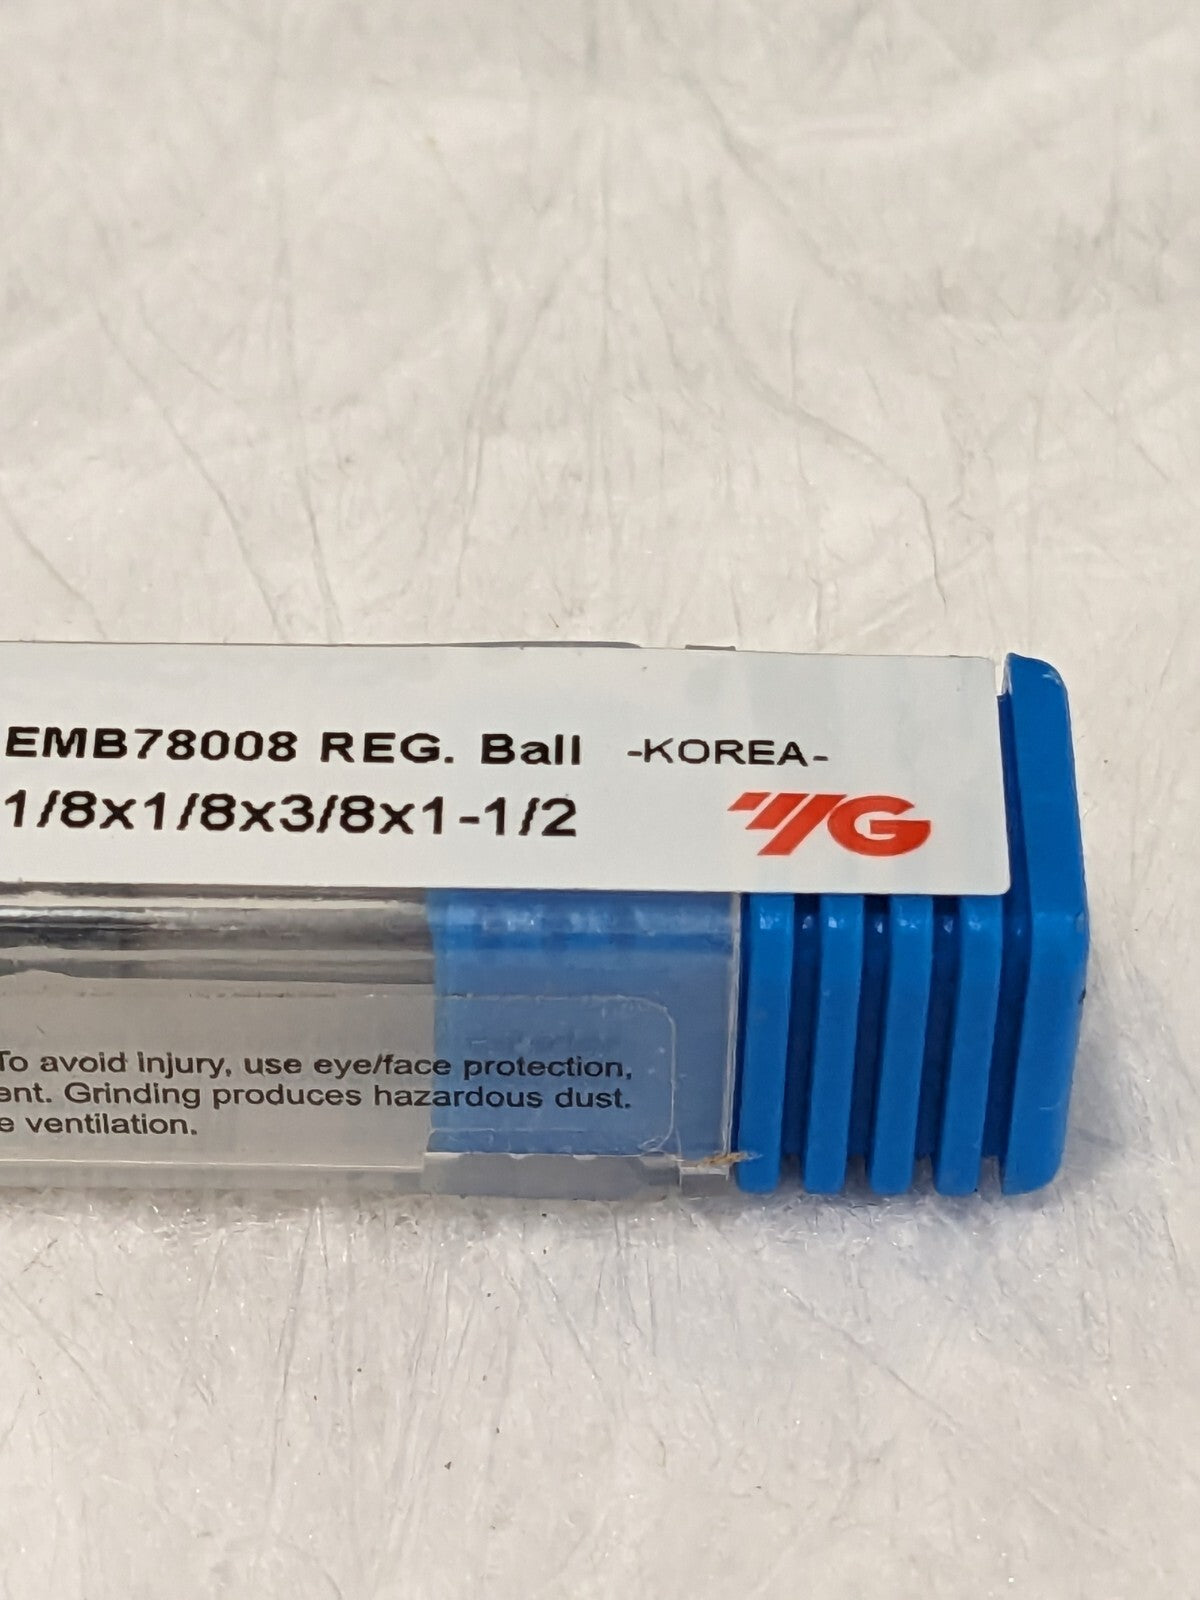 EMB78008 REG. Ball -KOREA-
1/8x1/8x3/8x1-1/2
YG
To avoid injury, use eye/face protection,
ent. Grinding produces hazardous dust.
e ventilation.